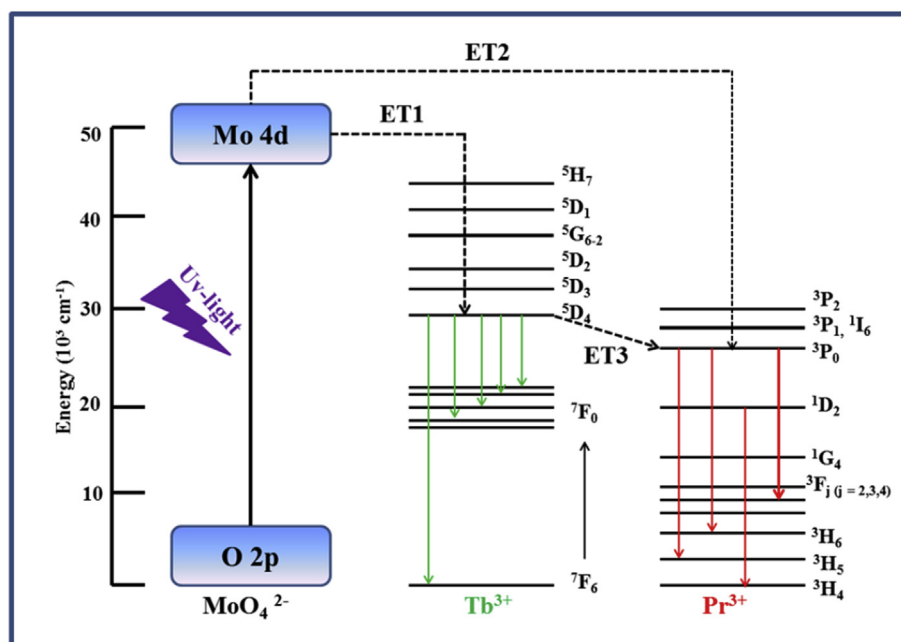 ET2
ET1
Mo 4d
50
40
30
20
10
Energy (10³ cm⁻¹)
Uv-light
O 2p
MoO₄ ²⁻
⁵H₇
⁵D₁
⁵G₆₋₂
⁵D₂
⁵D₃
⁵D₄
ET3
⁷F₀
⁷F₆
Tb³⁺
³P₂
³P₁, ¹I₆
³P₀
¹D₂
¹G₄
³Fⱼ (j = 2,3,4)
³H₆
³H₅
³H₄
Pr³⁺